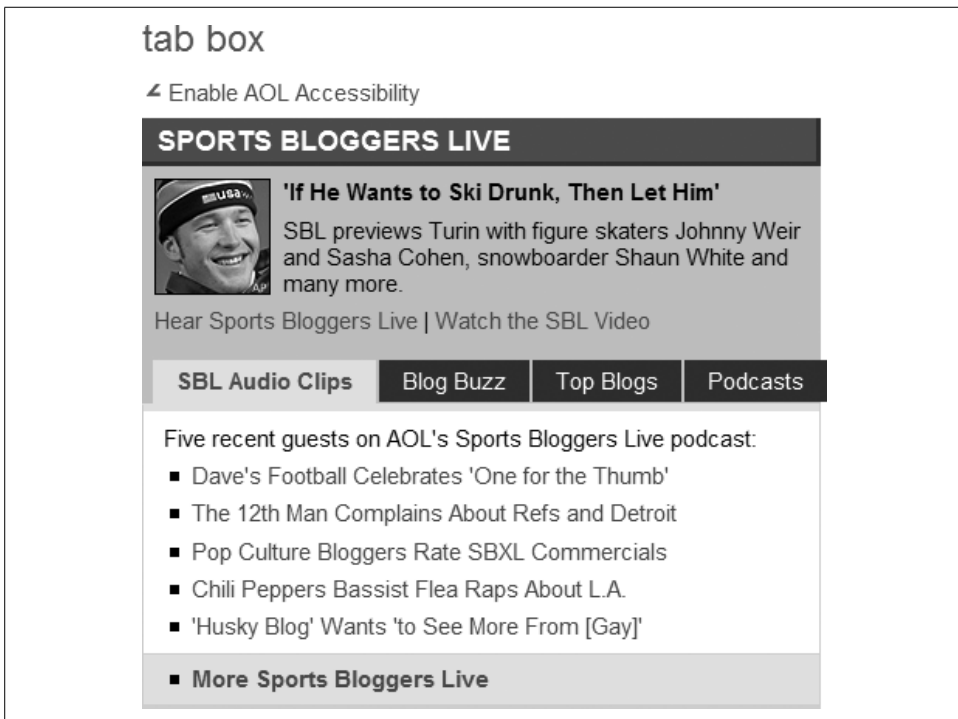 tab box
Enable AOL Accessibility
SPORTS BLOGGERS LIVE
usa
'If He Wants to Ski Drunk, Then Let Him'
SBL previews Turin with figure skaters Johnny Weir
and Sasha Cohen, snowboarder Shaun White and
many more.
Hear Sports Bloggers Live | Watch the SBL Video
SBL Audio Clips Blog Buzz Top Blogs Podcasts
Five recent guests on AOL's Sports Bloggers Live podcast:
▪ Dave's Football Celebrates 'One for the Thumb'
▪ The 12th Man Complains About Refs and Detroit
▪ Pop Culture Bloggers Rate SBXL Commercials
▪ Chili Peppers Bassist Flea Raps About L.A.
▪ 'Husky Blog' Wants 'to See More From [Gay]'
▪ More Sports Bloggers Live